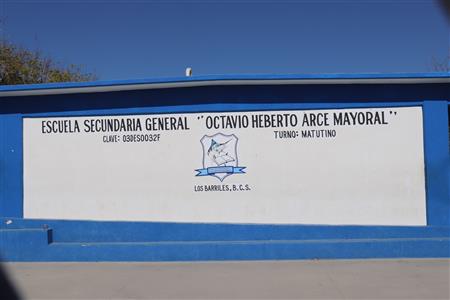 ESCUELA SECUNDARIA GENERAL "OCTAVIO HEBERTO ARCE MAYORAL"
CLAVE: 03DES0032F
TURNO: MATUTINO
LOS BARRILES, B.C.S.